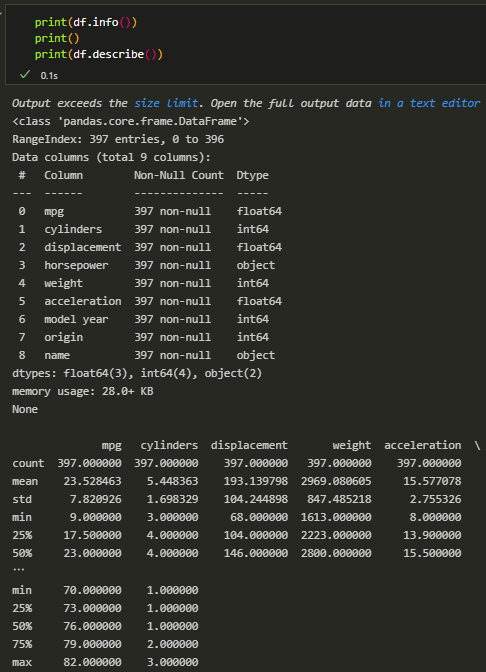 print(df.info())
print()
print(df.describe())
✓ 0.1s
Output exceeds the size limit. Open the full output data in a text editor
<class 'pandas.core.frame.DataFrame'>
RangeIndex: 397 entries, 0 to 396
Data columns (total 9 columns):
 #   Column        Non-Null Count  Dtype
---  ------        --------------  -----
 0   mpg           397 non-null    float64
 1   cylinders     397 non-null    int64
 2   displacement  397 non-null    float64
 3   horsepower    397 non-null    object
 4   weight        397 non-null    int64
 5   acceleration  397 non-null    float64
 6   model year    397 non-null    int64
 7   origin        397 non-null    int64
 8   name          397 non-null    object
dtypes: float64(3), int64(4), object(2)
memory usage: 28.0+ KB
None
              mpg   cylinders  displacement       weight  acceleration  \
count  397.000000  397.000000    397.000000   397.000000    397.000000
mean    23.528463    5.448363    193.139798  2969.080605     15.577078
std      7.820926    1.698329    104.244898   847.485218      2.755326
min      9.000000    3.000000     68.000000  1613.000000      8.000000
25%     17.500000    4.000000    104.000000  2223.000000     13.900000
50%     23.000000    4.000000    146.000000  2800.000000     15.500000
...
min     70.000000    1.000000
25%     73.000000    1.000000
50%     76.000000    1.000000
75%     79.000000    2.000000
max     82.000000    3.000000